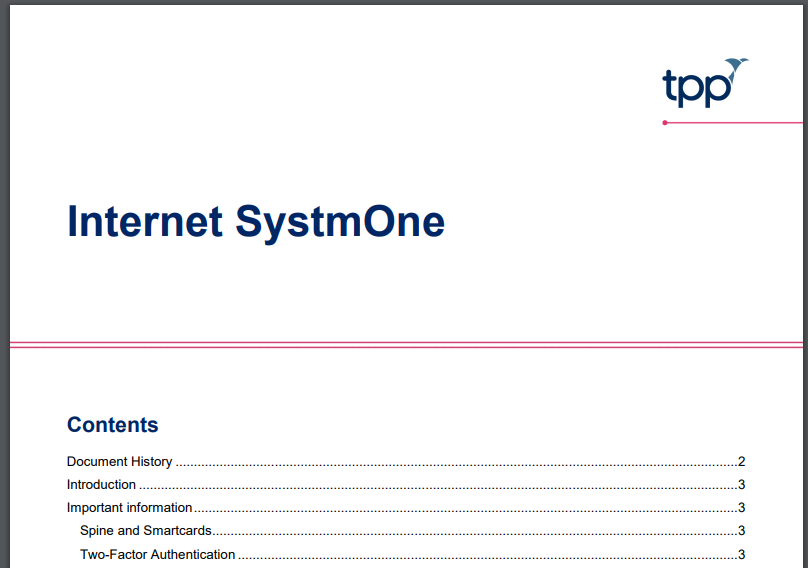 tpp
Internet SystmOne
Contents
Document History ........................................................................................................................................................2
Introduction ..................................................................................................................................................................3
Important information ...................................................................................................................................................3
Spine and Smartcards.................................................................................................................................................3
Two-Factor Authentication ..........................................................................................................................................3